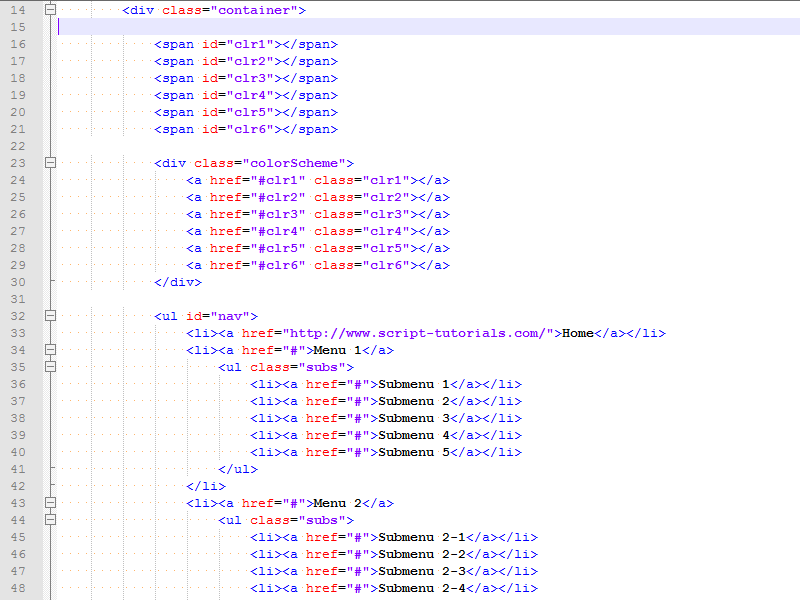 14 <div class="container">
15
16 <span id="clr1"></span>
17 <span id="clr2"></span>
18 <span id="clr3"></span>
19 <span id="clr4"></span>
20 <span id="clr5"></span>
21 <span id="clr6"></span>
22
23 <div class="colorScheme">
24 <a href="#clr1" class="clr1"></a>
25 <a href="#clr2" class="clr2"></a>
26 <a href="#clr3" class="clr3"></a>
27 <a href="#clr4" class="clr4"></a>
28 <a href="#clr5" class="clr5"></a>
29 <a href="#clr6" class="clr6"></a>
30 </div>
31
32 <ul id="nav">
33 <li><a href="http://www.script-tutorials.com/">Home</a></li>
34 <li><a href="#">Menu 1</a>
35 <ul class="subs">
36 <li><a href="#">Submenu 1</a></li>
37 <li><a href="#">Submenu 2</a></li>
38 <li><a href="#">Submenu 3</a></li>
39 <li><a href="#">Submenu 4</a></li>
40 <li><a href="#">Submenu 5</a></li>
41 </ul>
42 </li>
43 <li><a href="#">Menu 2</a>
44 <ul class="subs">
45 <li><a href="#">Submenu 2-1</a></li>
46 <li><a href="#">Submenu 2-2</a></li>
47 <li><a href="#">Submenu 2-3</a></li>
48 <li><a href="#">Submenu 2-4</a></li>